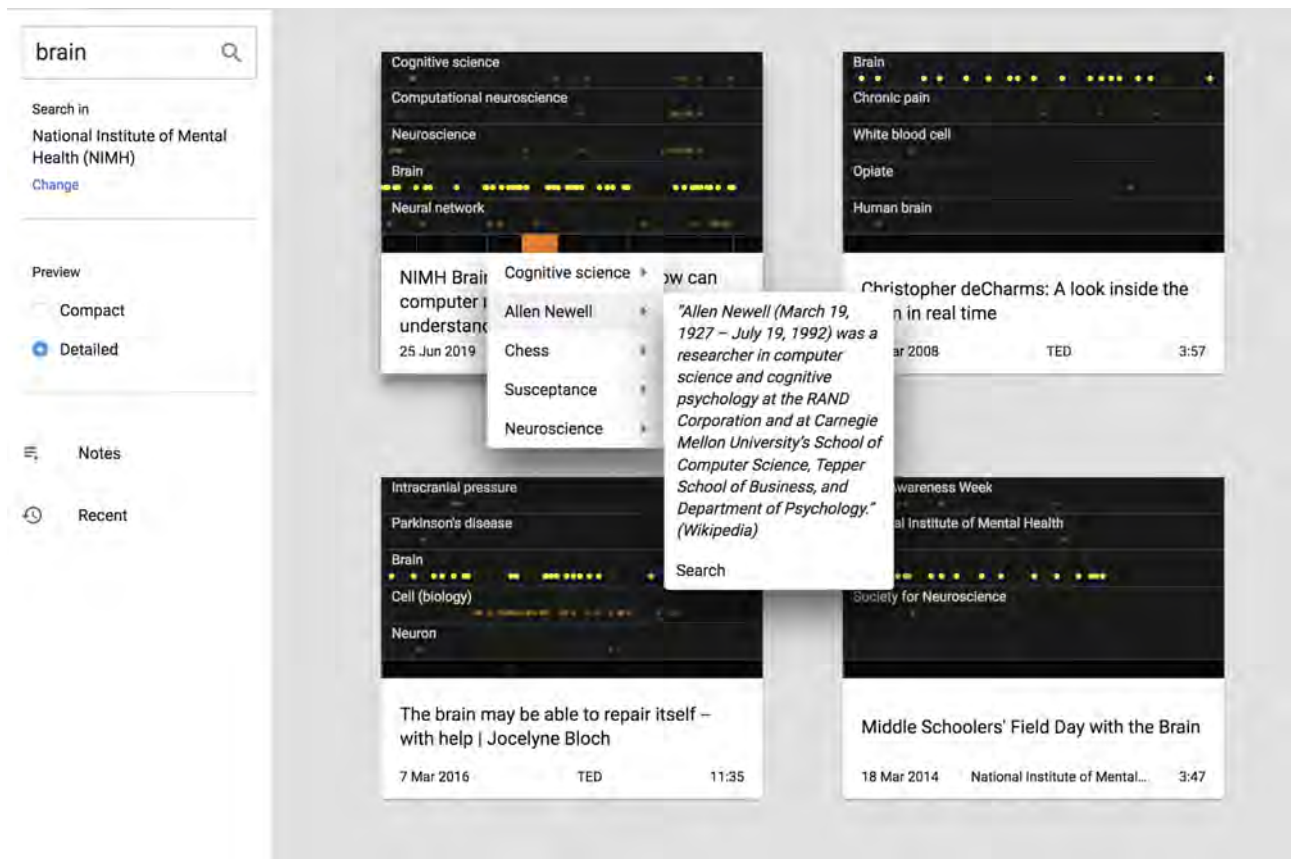 brain
Search in
National Institute of Mental
Health (NIMH)
Change
Preview
Compact
Detailed
Notes
Recent
Cognitive science
Computational neuroscience
Neuroscience
Brain
Neural network
NIMH Brain
ow can
computer
understand
25 Jun 2019
Cognitive science
Allen Newell
Chess
Susceptance
Neuroscience
"Allen Newell (March 19,
1927 – July 19, 1992) was a
researcher in computer
science and cognitive
psychology at the RAND
Corporation and at Carnegie
Mellon University's School of
Computer Science, Tepper
School of Business, and
Department of Psychology."
(Wikipedia)
Search
Brain
Chronic pain
White blood cell
Opiate
Human brain
Christopher deCharms: A look inside the
in real time
2008 TED 3:57
Intracranial pressure
Parkinson's disease
Brain
Cell (biology)
Neuron
The brain may be able to repair itself –
with help | Jocelyne Bloch
7 Mar 2016 TED 11:35
Awareness Week
Institute of Mental Health
Society for Neuroscience
Middle Schoolers' Field Day with the Brain
18 Mar 2014 National Institute of Mental... 3:47